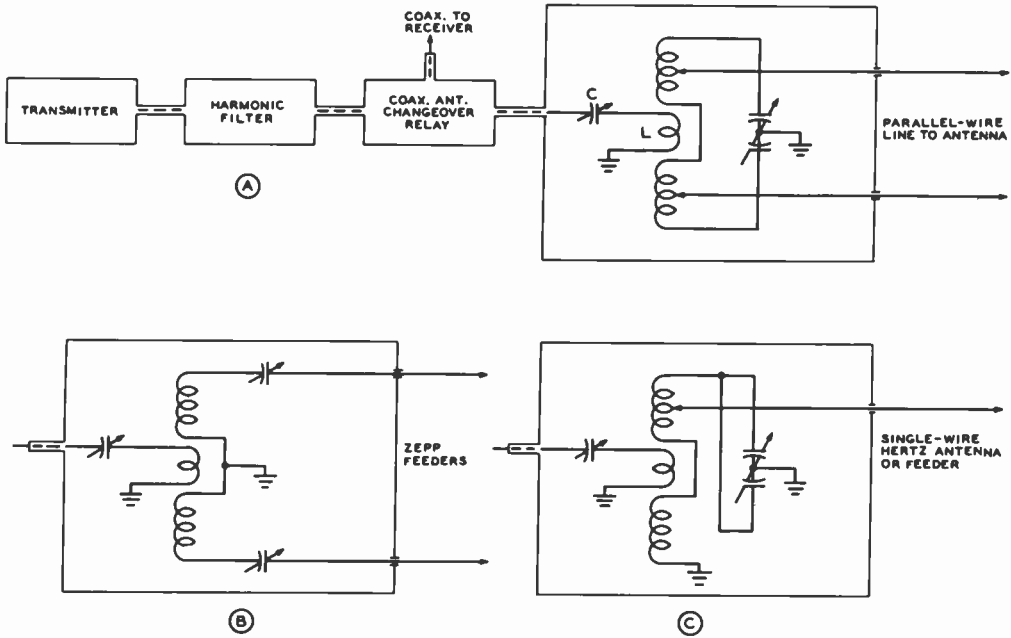 COAX. TO
RECEIVER
TRANSMITTER
HARMONIC
FILTER
COAX. ANT.
CHANGEOVER
RELAY
C
L
PARALLEL-WIRE
LINE TO ANTENNA
A
ZEPP
FEEDERS
SINGLE-WIRE
HERTZ ANTENNA
OR FEEDER
B
C